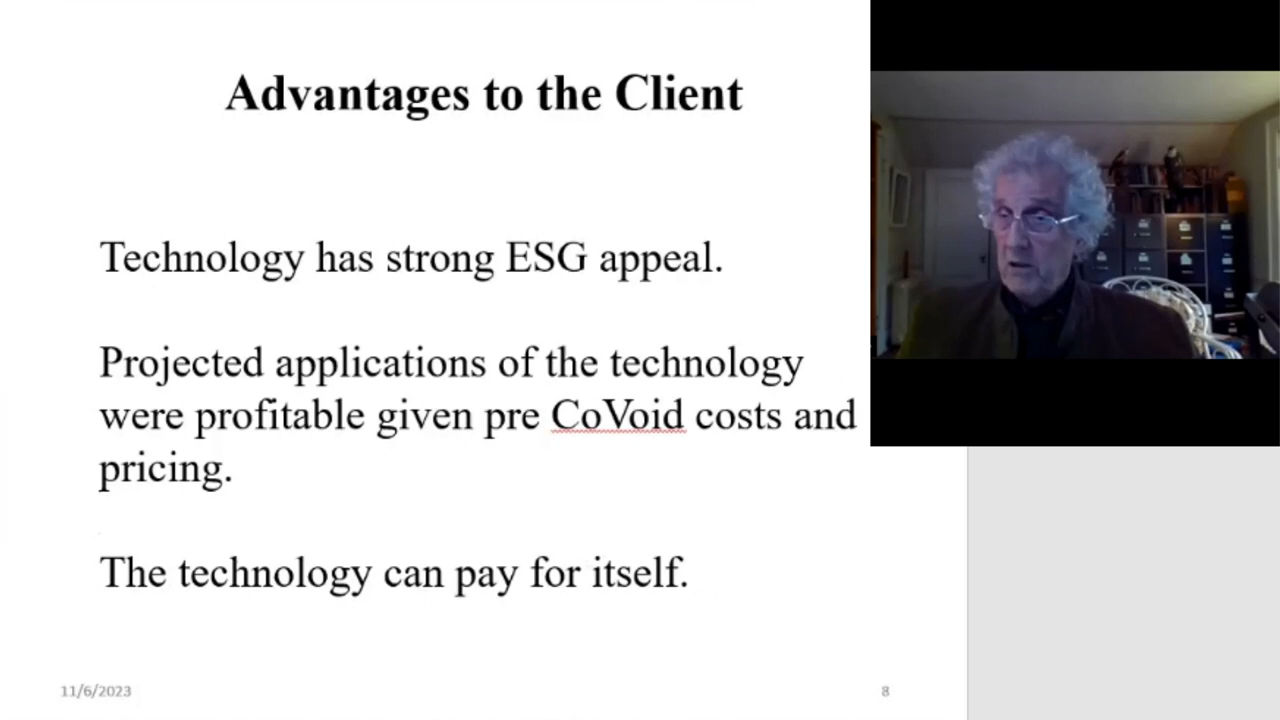 Advantages to the Client
Technology has strong ESG appeal.
Projected applications of the technology
were profitable given pre CoVoid costs and
pricing.
The technology can pay for itself.
11/6/2023
8